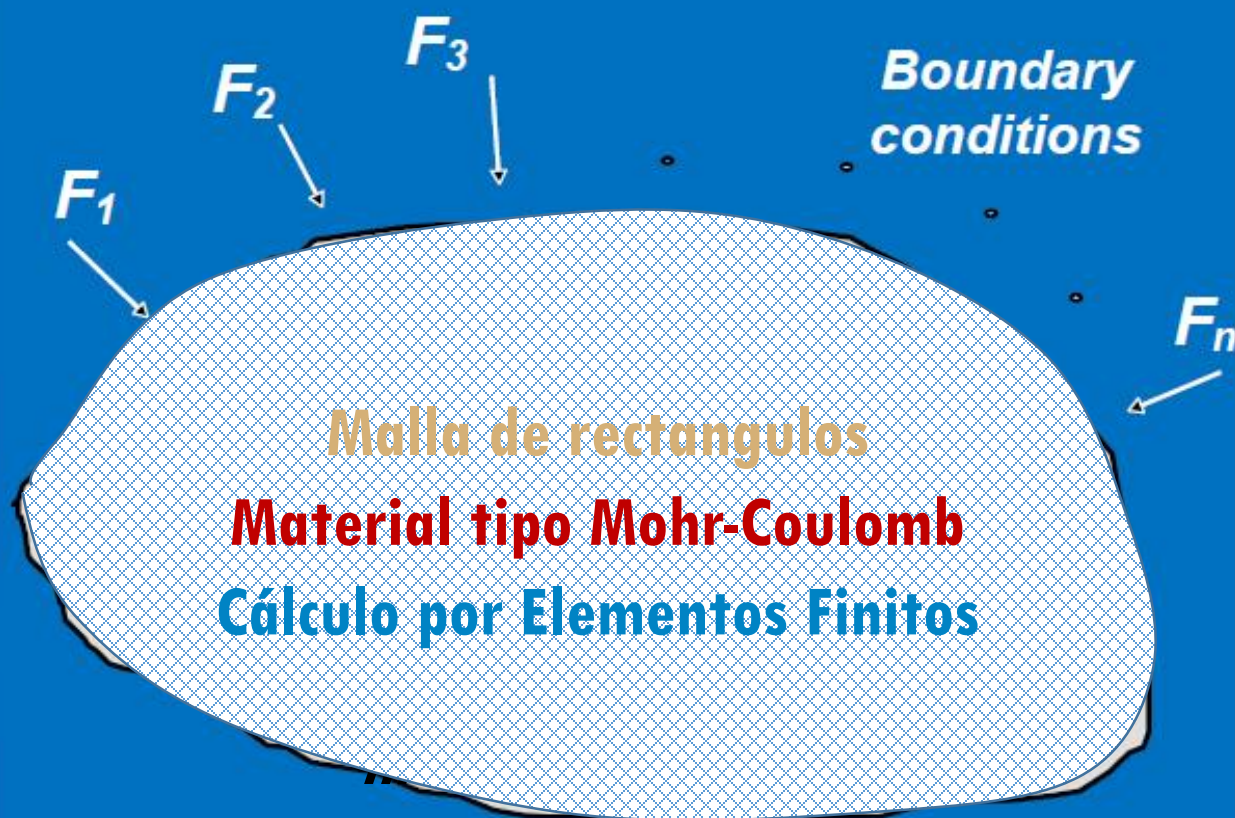 F3
F2
Boundary
conditions
F1
Fn
Malla de rectangulos
Material tipo Mohr-Coulomb
Cálculo por Elementos Finitos